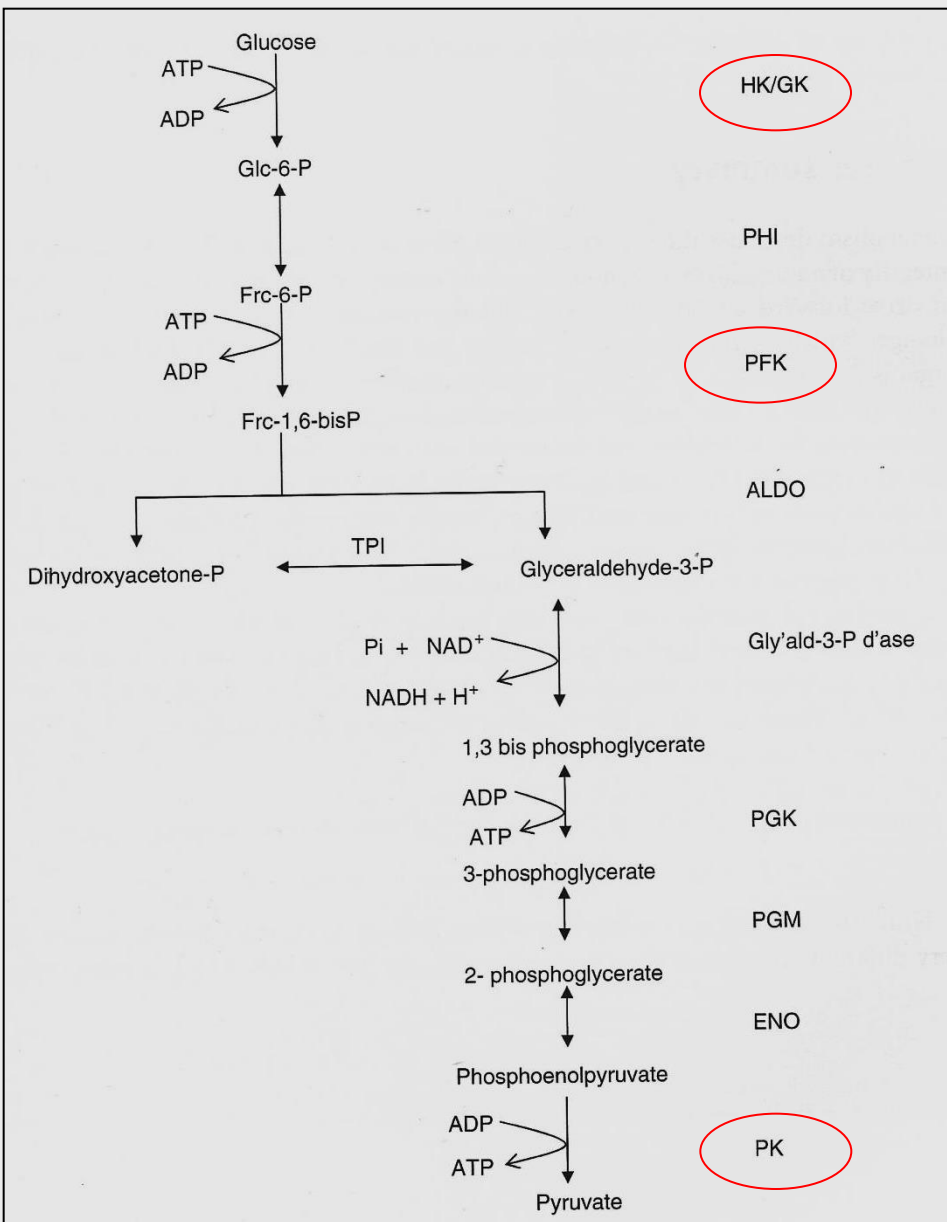 Glucose
ATP
HK/GK
ADP
Glc-6-P
PHI
Frc-6-P
ATP
PFK
ADP
Frc-1,6-bisP
ALDO
TPI
Dihydroxyacetone-P
Glyceraldehyde-3-P
Gly'ald-3-P d'ase
Pi + NAD⁺
NADH + H⁺
1,3 bis phosphoglycerate
ADP
PGK
ATP
3-phosphoglycerate
PGM
2- phosphoglycerate
ENO
Phosphoenolpyruvate
ADP
PK
ATP
Pyruvate